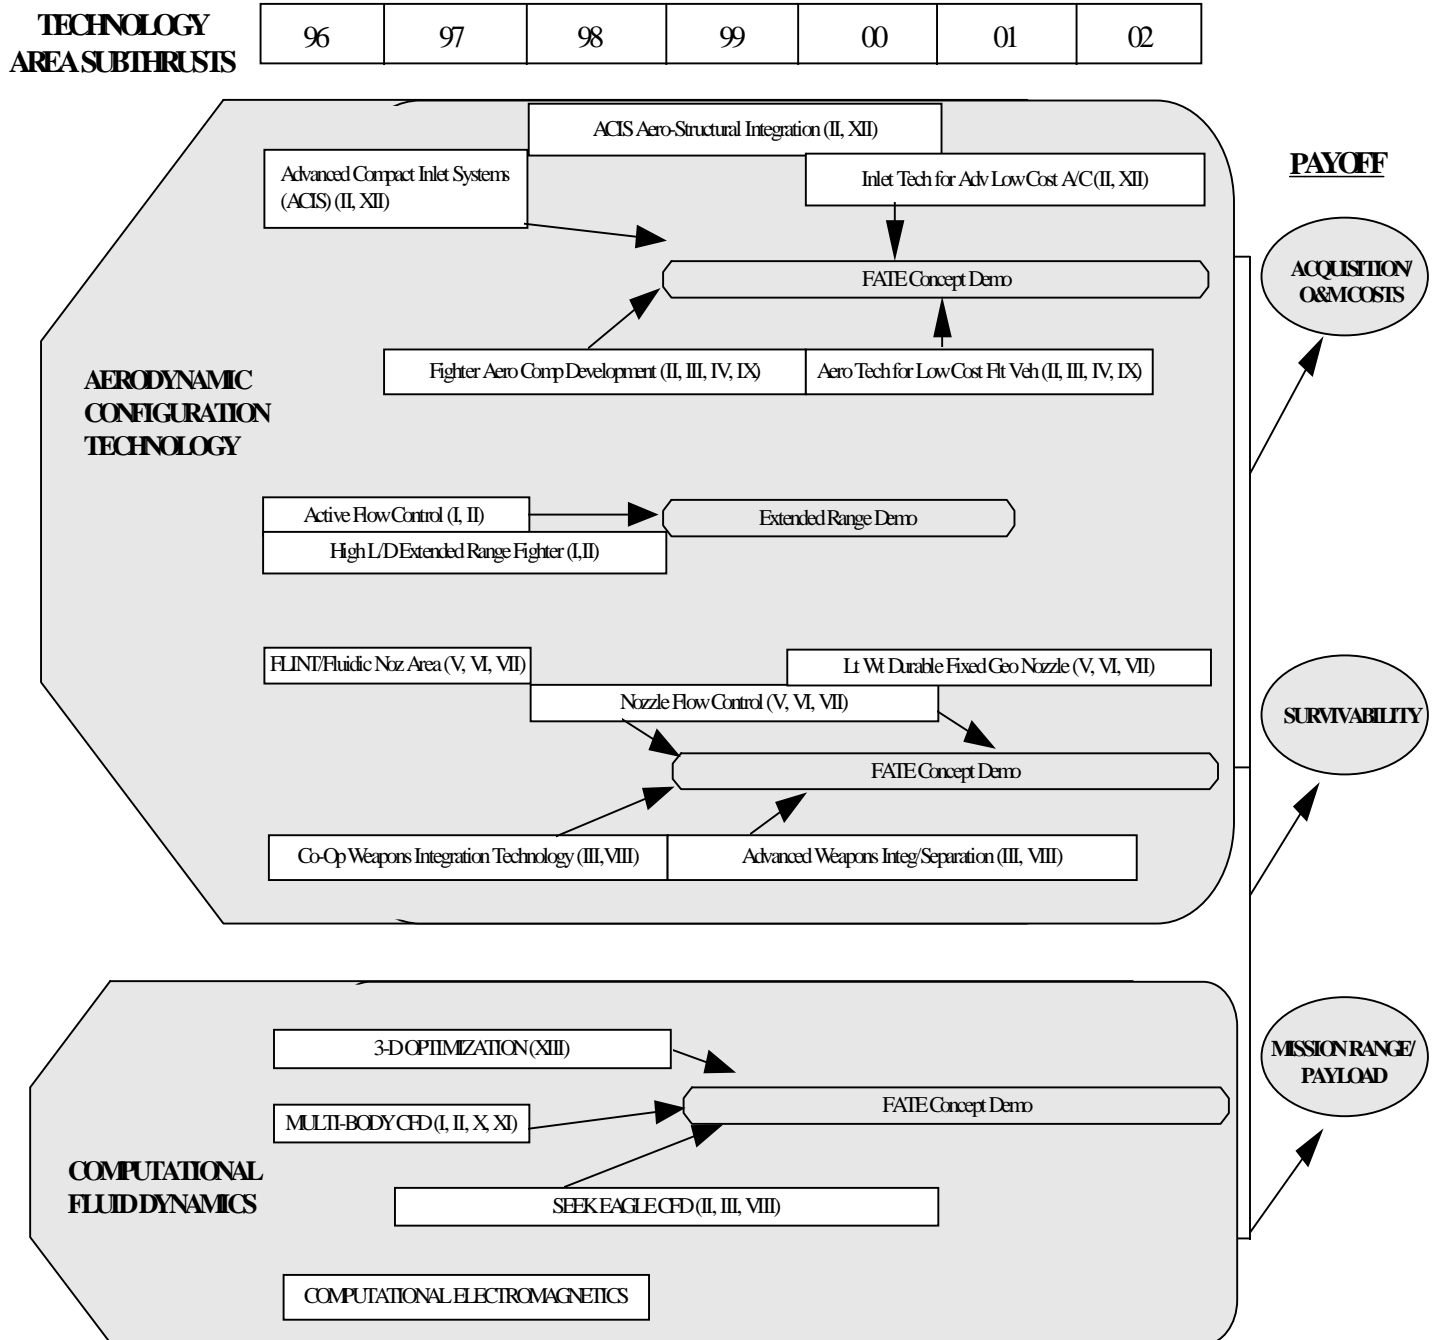 TECHNOLOGY
AREA SUBTHRUSTS
96 97 98 99 00 01 02
ACIS Aero-Structural Integration (II, XII)
Advanced Compact Inlet Systems
(ACIS) (II, XII)
Inlet Tech for Adv Low Cost A/C (II, XII)
PAYOFF
FATE Concept Demo
ACQUISITION/
O&M COSTS
Fighter Aero Comp Development (II, III, IV, IX)
Aero Tech for Low Cost Flt Veh (II, III, IV, IX)
AERODYNAMIC
CONFIGURATION
TECHNOLOGY
Active Flow Control (I, II)
Extended Range Demo
High L/D Extended Range Fighter (I,II)
FLINT/Fluidic Noz Area (V, VI, VII)
Lt Wt Durable Fixed Geo Nozzle (V, VI, VII)
Nozzle Flow Control (V, VI, VII)
SURVIVABILITY
FATE Concept Demo
Co-Op Weapons Integration Technology (III,VIII)
Advanced Weapons Integ/Separation (III, VIII)
3-D OPTIMIZATION (XIII)
MISSION RANGE/
PAYLOAD
FATE Concept Demo
MULTI-BODY CFD (I, II, X, XI)
COMPUTATIONAL
FLUID DYNAMICS
SEEK EAGLE CFD (II, III, VIII)
COMPUTATIONAL ELECTROMAGNETICS